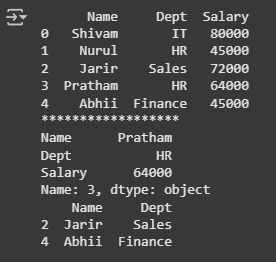 Name Dept Salary
0 Shivam IT 80000
1 Nurul HR 45000
2 Jarir Sales 72000
3 Pratham HR 64000
4 Abhii Finance 45000
******************
Name Pratham
Dept HR
Salary 64000
Name: 3, dtype: object
Name Dept
2 Jarir Sales
4 Abhii Finance